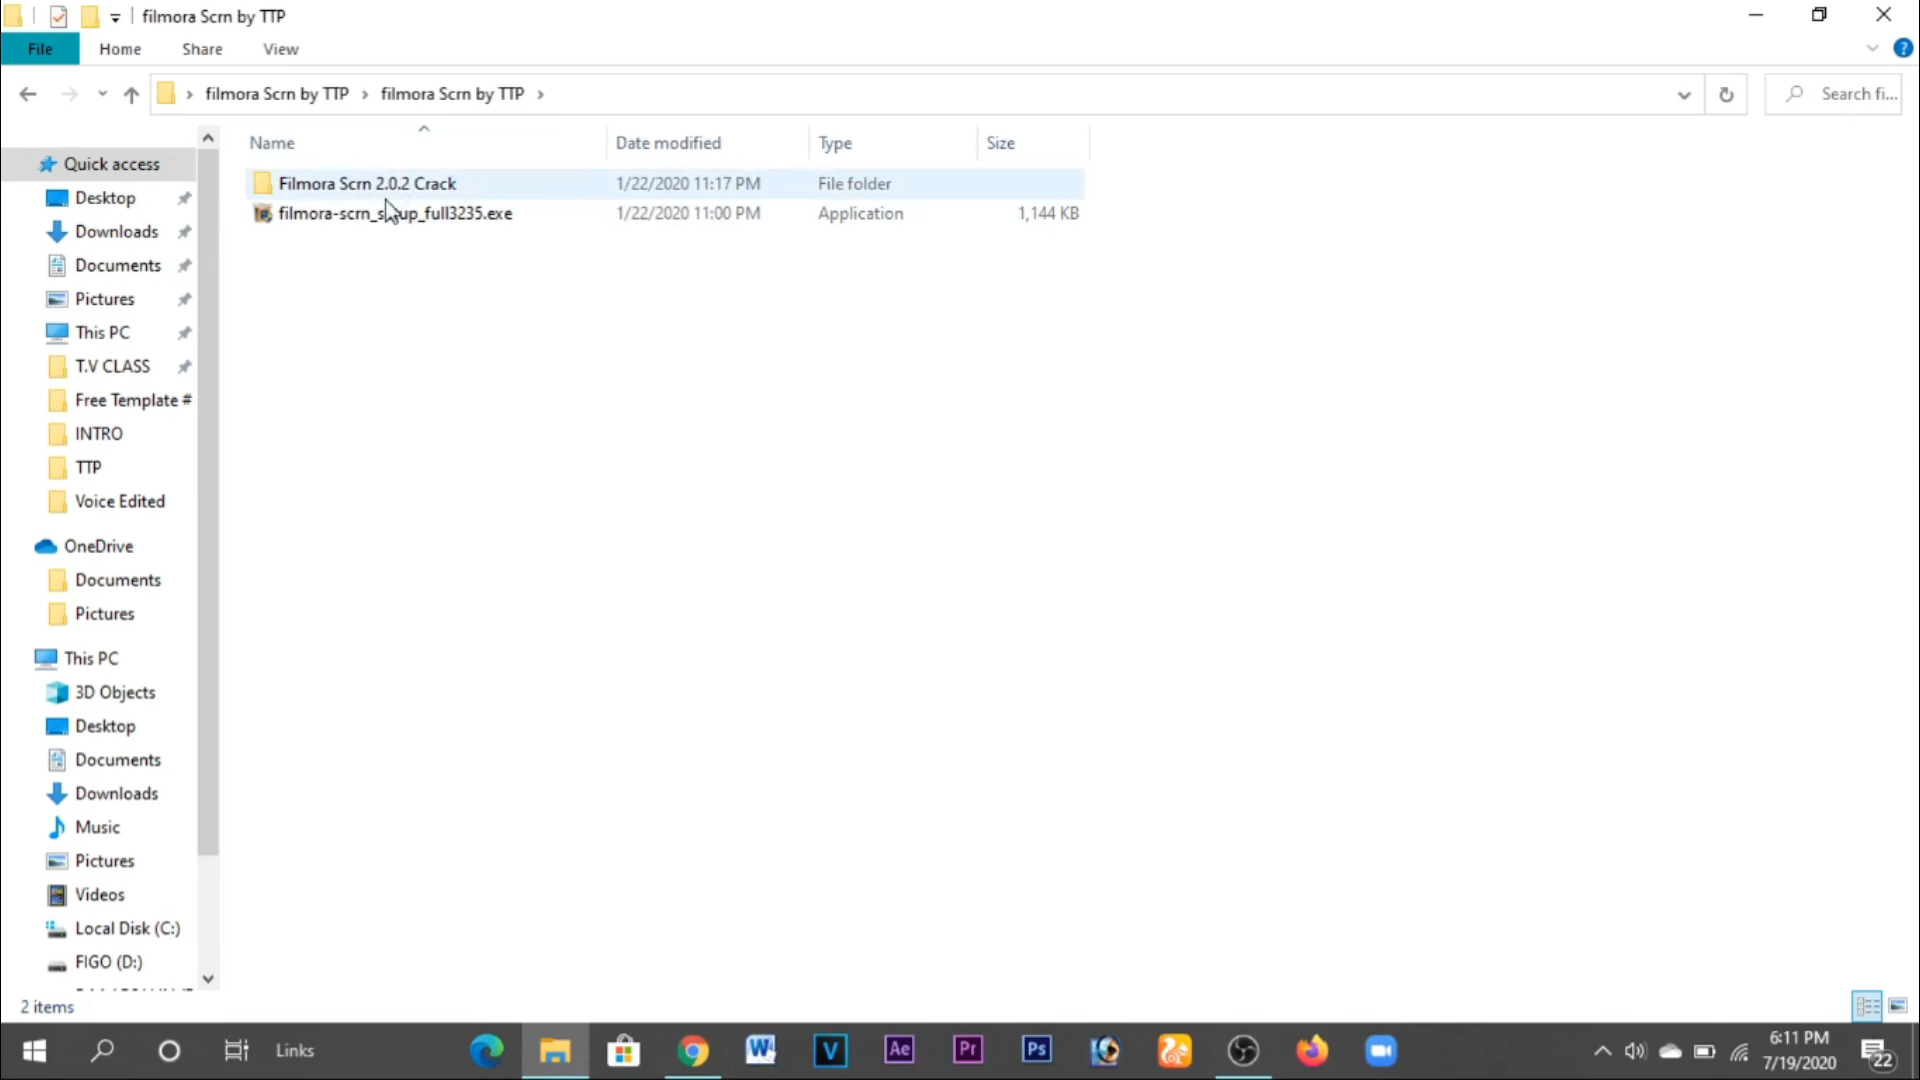 filmora Scrn by TTP
File Home Share View
filmora Scrn by TTP filmora Scrn by TTP Search fi...
Name Date modified Type Size
Filmora Scrn 2.0.2 Crack 1/22/2020 11:17 PM File folder
1/22/2020 11:00 PM Application 1,144 KB
Quick access
Desktop
Downloads
Documents
Pictures
This PC
T.V CLASS
Free Template #
INTRO
TTP
Voice Edited
OneDrive
Documents
Pictures
This PC
3D Objects
Desktop
Documents
Downloads
Music
Pictures
Videos
Local Disk (C:)
FIGO (D:)
2 items
Links W V Ae Pr Ps 6:11 PM
7/19/2020 22